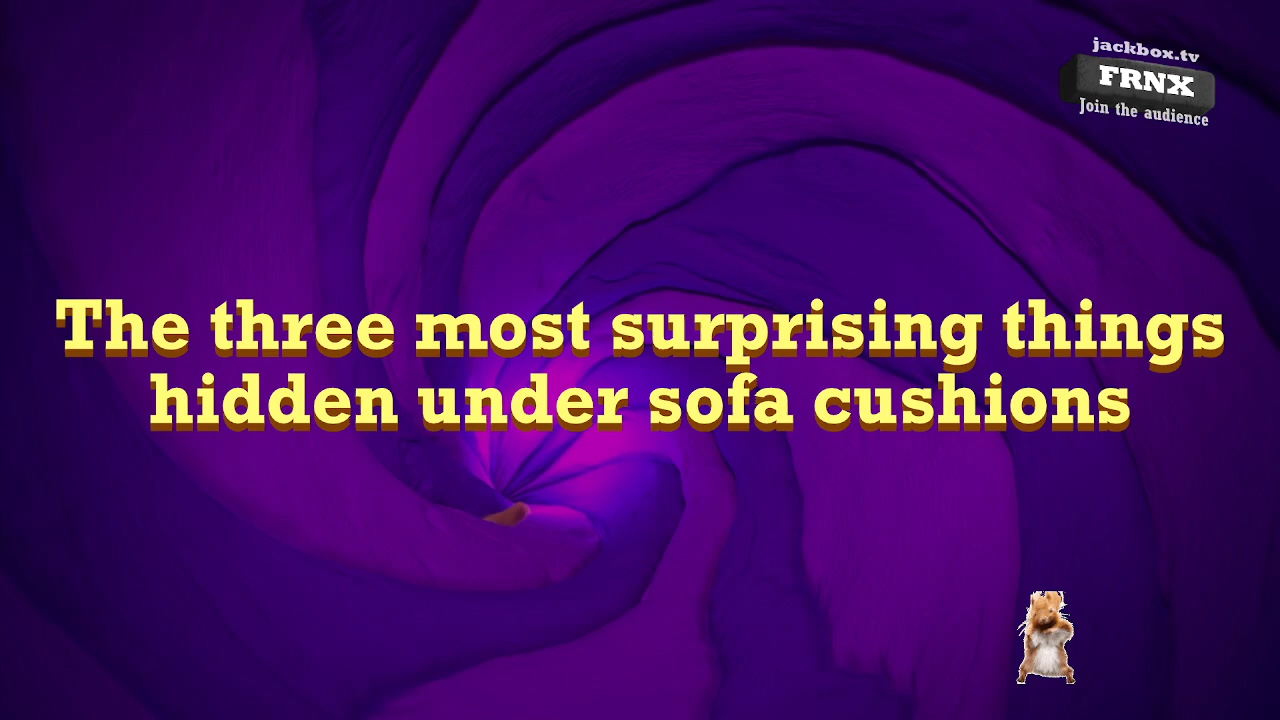 jackbox.tv
FRNX
Join the audience
The three most surprising things
hidden under sofa cushions